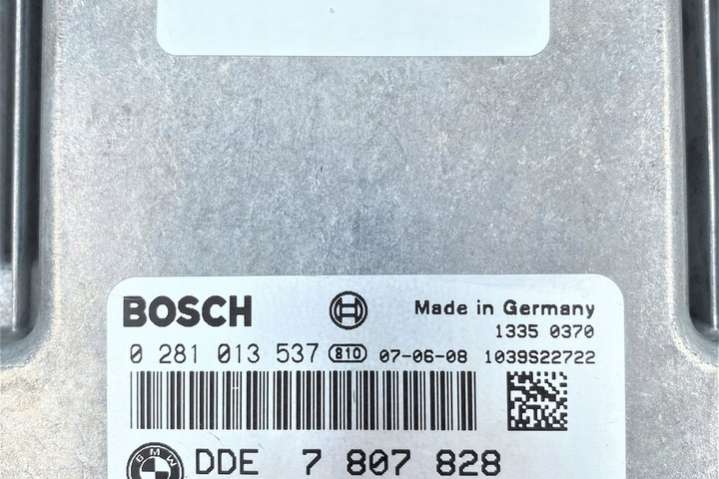 BOSCH Made in Germany
1335 0370
0 281 013 537 810 07-06-08 1039S22722
BMW DDE 7 807 828